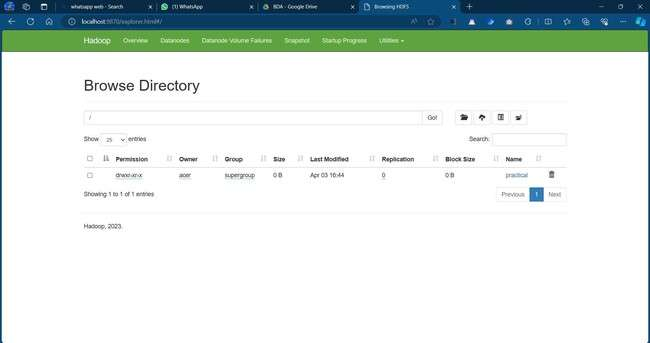 whatsapp web - Search
(1) WhatsApp
BDA - Google Drive
Browsing HDFS
localhost:9870/explorer.html#/
Hadoop Overview Datanodes Datanode Volume Failures Snapshot Startup Progress Utilities
Browse Directory
/ Go!
Show 25 entries Search:
Permission Owner Group Size Last Modified Replication Block Size Name
drwxr-xr-x acer supergroup 0 B Apr 03 16:44 0 0 B practical
Showing 1 to 1 of 1 entries Previous 1 Next
Hadoop, 2023.